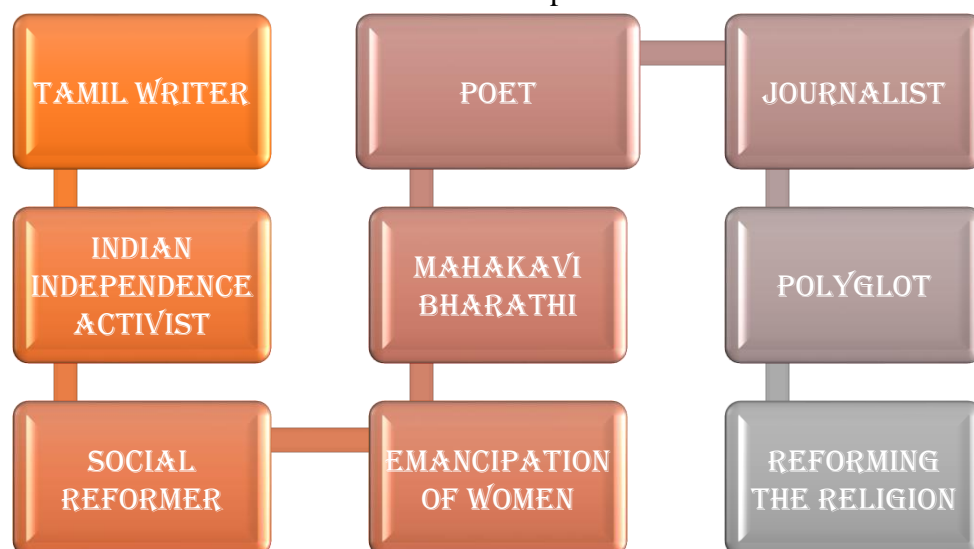 TAMIL WRITER
INDIAN
INDEPENDENCE
ACTIVIST
SOCIAL
REFORMER
EMANCIPATION
OF WOMEN
MAHAKAVI
BHARATHI
POET
JOURNALIST
POLYGLOT
REFORMING
THE RELIGION